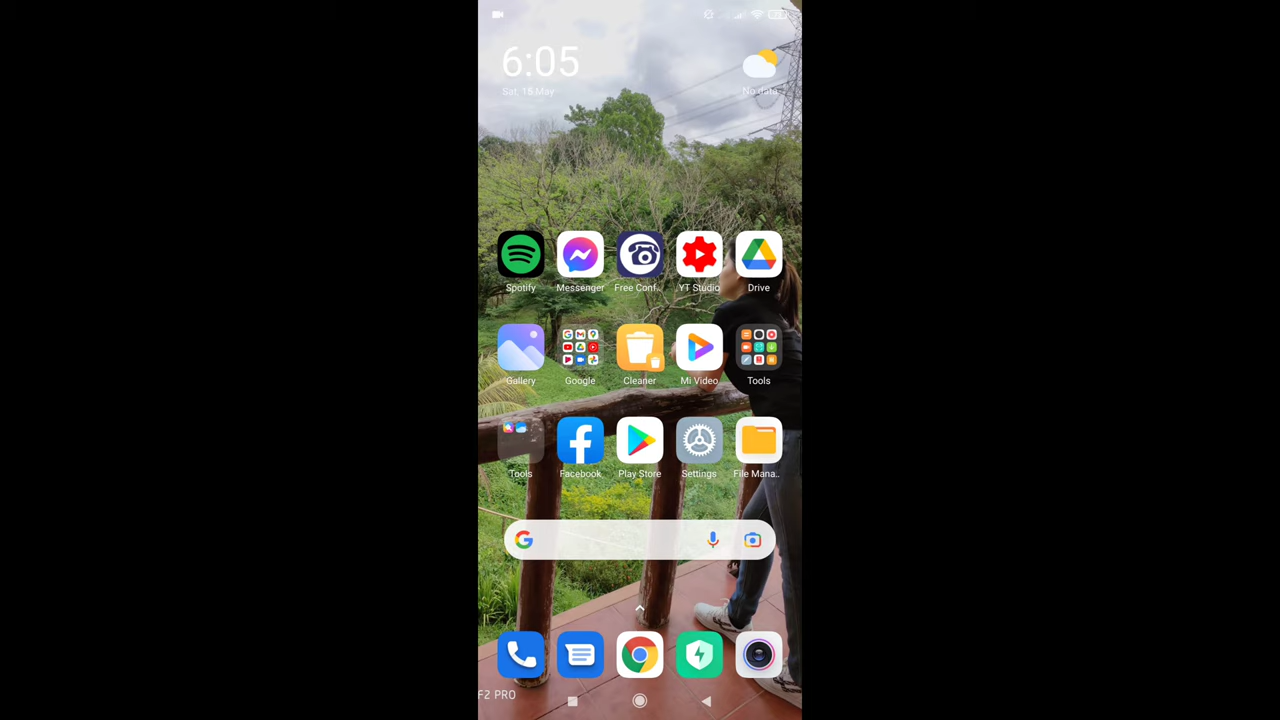 6:05
Sat, 15 May
No data
Spotify
Messenger
Free Conf..
YT Studio
Drive
Gallery
Google
Cleaner
Mi Video
Tools
Tools
Facebook
Play Store
Settings
File Mana..
F2 PRO